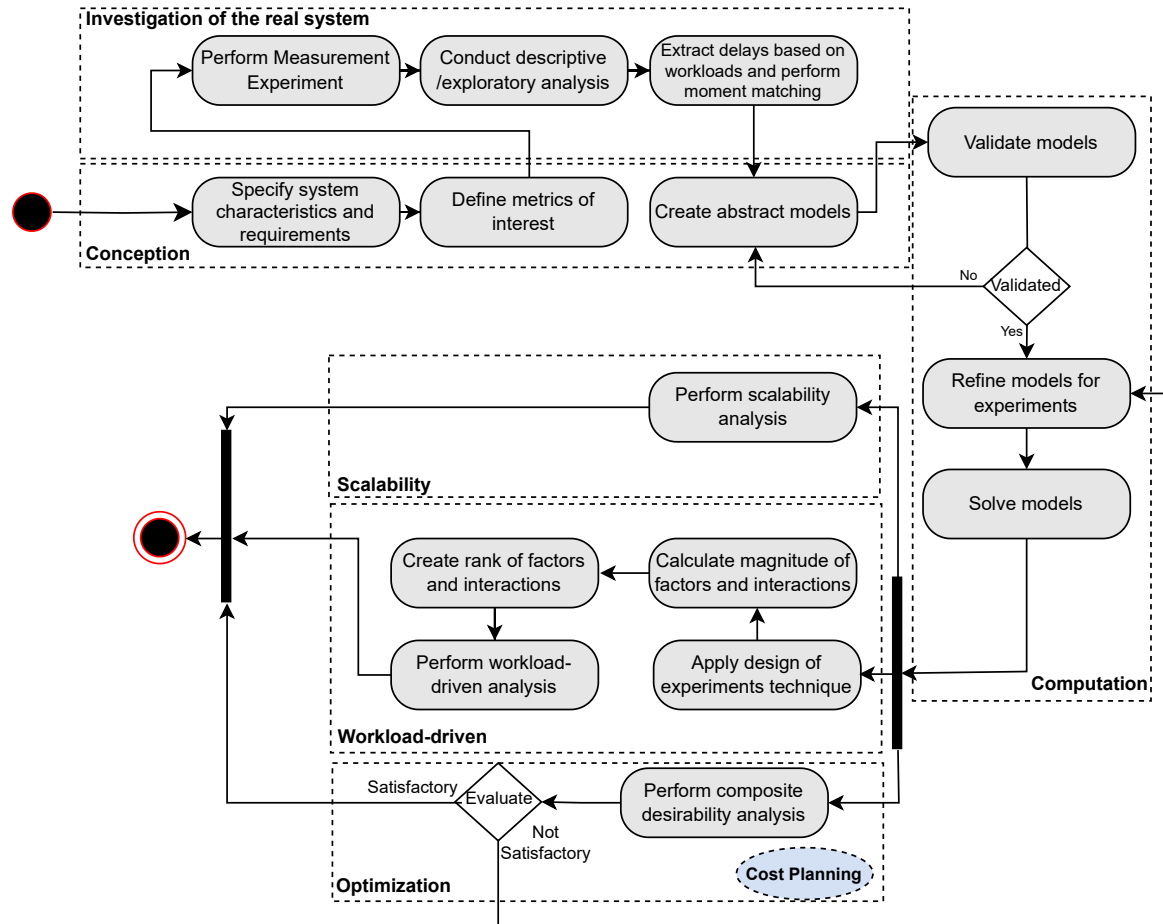 Investigation of the real system
Perform Measurement
Experiment
Conduct descriptive
/exploratory analysis
Extract delays based on
workloads and perform
moment matching
Validate models
Specify system
characteristics and
requirements
Define metrics of
interest
Create abstract models
Conception
No
Validated
Yes
Refine models for
experiments
Solve models
Computation
Perform scalability
analysis
Scalability
Create rank of factors
and interactions
Calculate magnitude of
factors and interactions
Perform workload-
driven analysis
Apply design of
experiments technique
Workload-driven
Satisfactory
Evaluate
Not
Satisfactory
Perform composite
desirability analysis
Cost Planning
Optimization